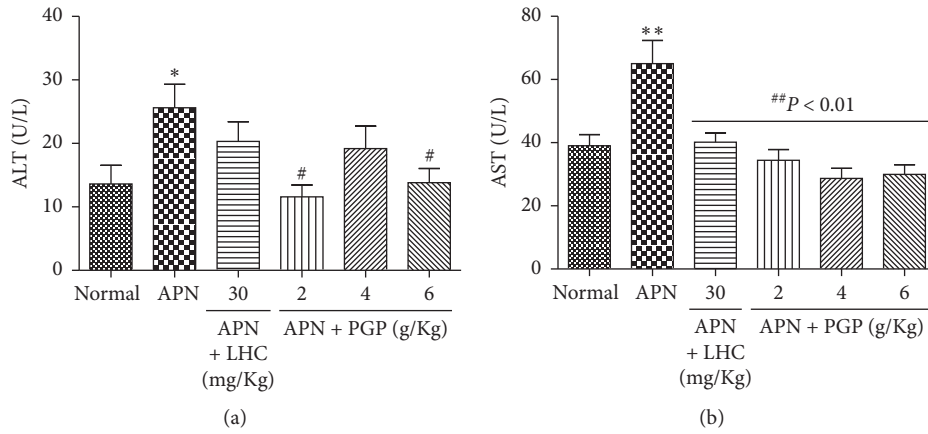 40
30
20
10
0
ALT (U/L)
*
#
#
Normal APN 30 2 4 6
APN
+ LHC
(mg/Kg)
APN + PGP (g/Kg)
(a)
80
60
40
20
0
AST (U/L)
**
##P < 0.01
Normal APN 30 2 4 6
APN
+ LHC
(mg/Kg)
APN + PGP (g/Kg)
(b)